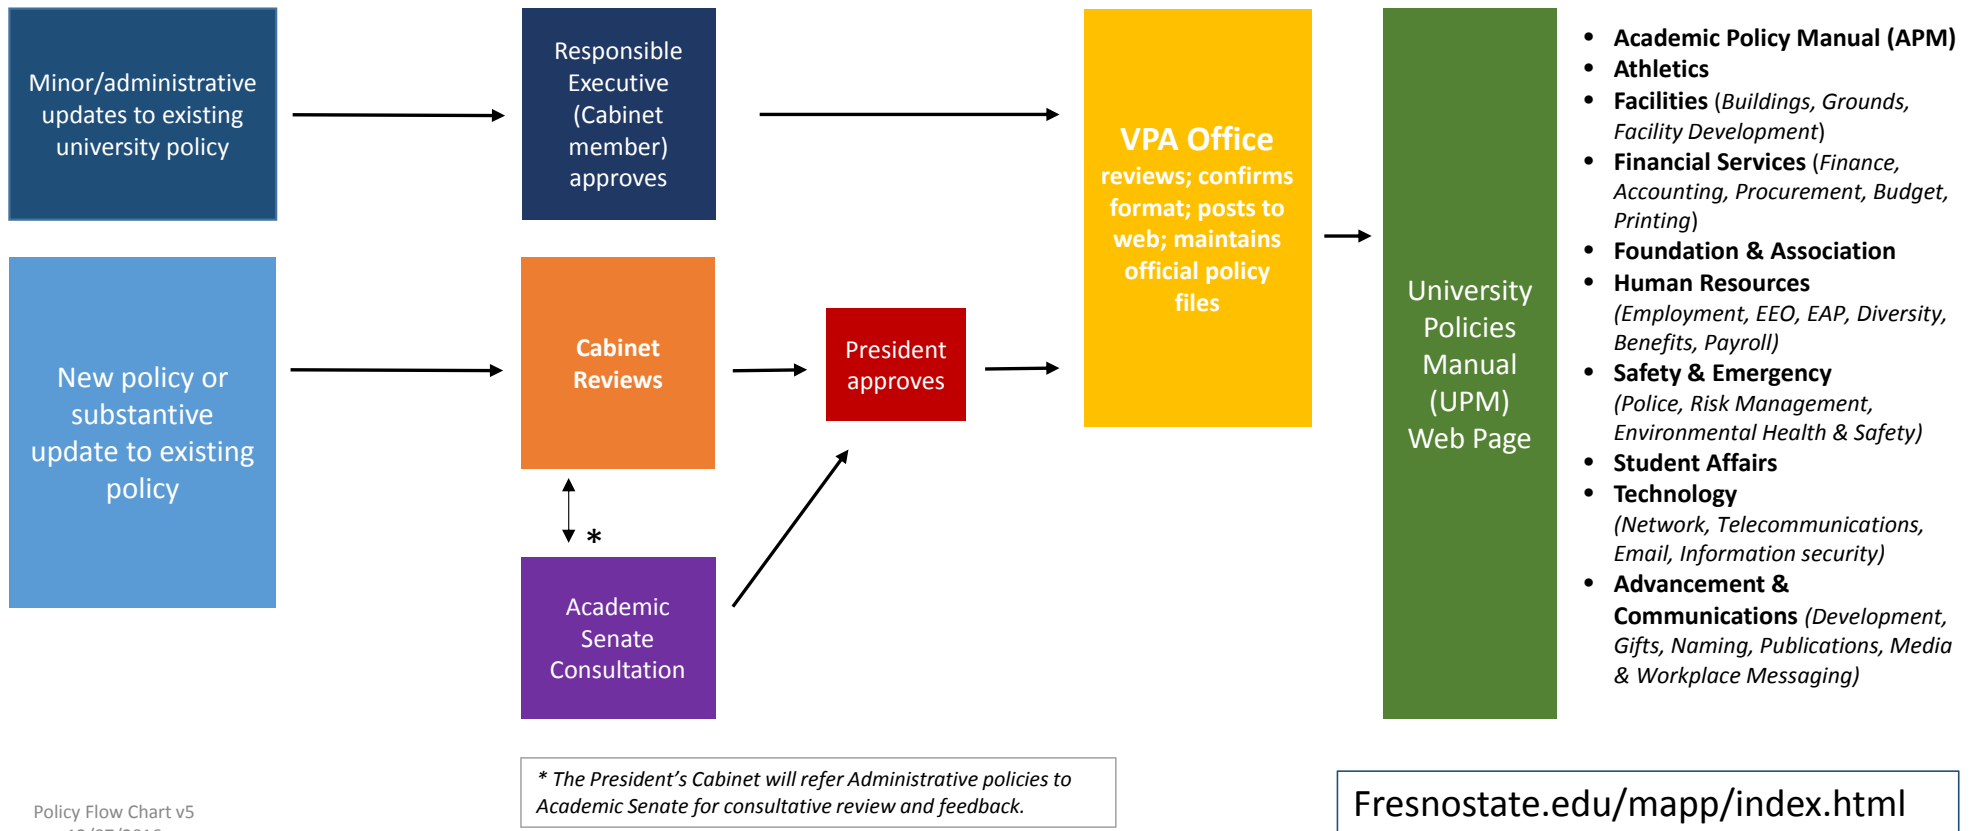 Minor/administrative
updates to existing
university policy
Responsible
Executive
(Cabinet
member)
approves
VPA Office
reviews; confirms
format; posts to
web; maintains
official policy
files
New policy or
substantive
update to existing
policy
Cabinet
Reviews
President
approves
*
Academic
Senate
Consultation
University
Policies
Manual
(UPM)
Web Page
• Academic Policy Manual (APM)
• Athletics
• Facilities (Buildings, Grounds,
Facility Development)
• Financial Services (Finance,
Accounting, Procurement, Budget,
Printing)
• Foundation & Association
• Human Resources
(Employment, EEO, EAP, Diversity,
Benefits, Payroll)
• Safety & Emergency
(Police, Risk Management,
Environmental Health & Safety)
• Student Affairs
• Technology
(Network, Telecommunications,
Email, Information security)
• Advancement &
Communications (Development,
Gifts, Naming, Publications, Media
& Workplace Messaging)
* The President's Cabinet will refer Administrative policies to
Academic Senate for consultative review and feedback.
Fresnostate.edu/mapp/index.html
Policy Flow Chart v5